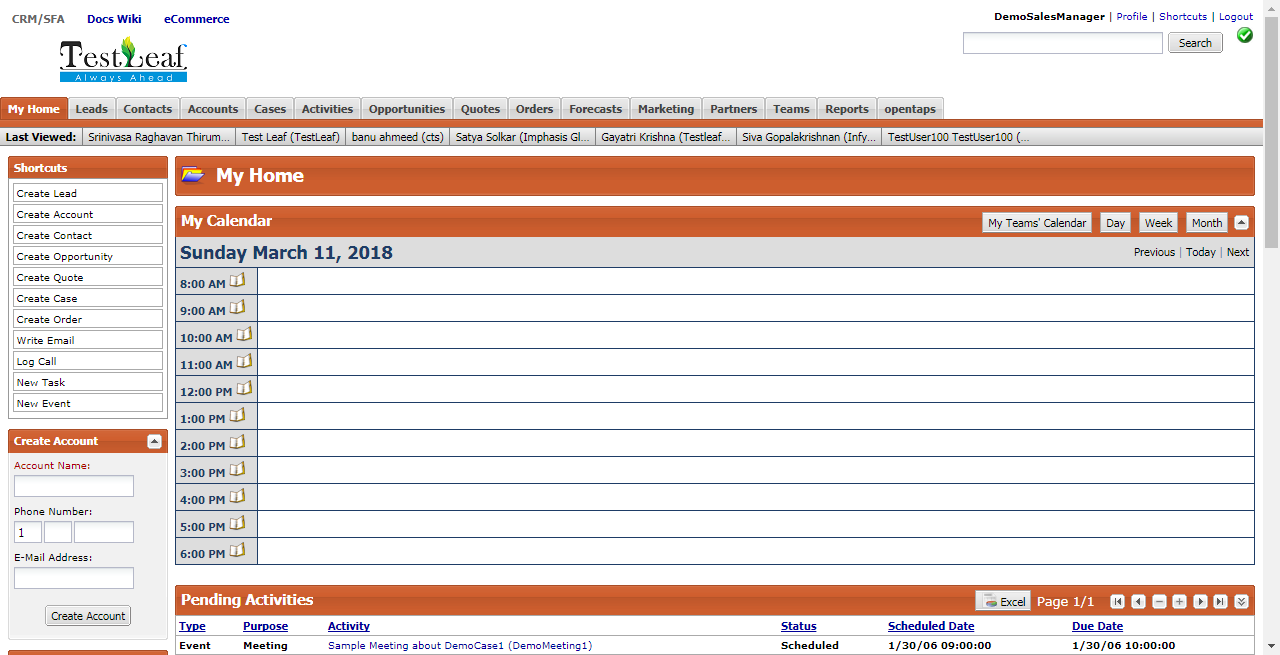 CRM/SFA Docs Wiki eCommerce
DemoSalesManager | Profile | Shortcuts | Logout
Search
TestLeaf
Always Ahead
My Home Leads Contacts Accounts Cases Activities Opportunities Quotes Orders Forecasts Marketing Partners Teams Reports opentaps
Last Viewed: Srinivasa Raghavan Thirum... Test Leaf (TestLeaf) banu ahmeed (cts) Satya Solkar (Imphasis Gl... Gayatri Krishna (Testleaf... Siva Gopalakrishnan (Infy... TestUser100 TestUser100 (...
Shortcuts
Create Lead
Create Account
Create Contact
Create Opportunity
Create Quote
Create Case
Create Order
Write Email
Log Call
New Task
New Event
Create Account
Account Name:
Phone Number:
1
E-Mail Address:
Create Account
My Home
My Calendar My Teams' Calendar Day Week Month
Sunday March 11, 2018 Previous | Today | Next
8:00 AM
9:00 AM
10:00 AM
11:00 AM
12:00 PM
1:00 PM
2:00 PM
3:00 PM
4:00 PM
5:00 PM
6:00 PM
Pending Activities Excel Page 1/1
Type Purpose Activity Status Scheduled Date Due Date
Event Meeting Sample Meeting about DemoCase1 (DemoMeeting1) Scheduled 1/30/06 09:00:00 1/30/06 10:00:00